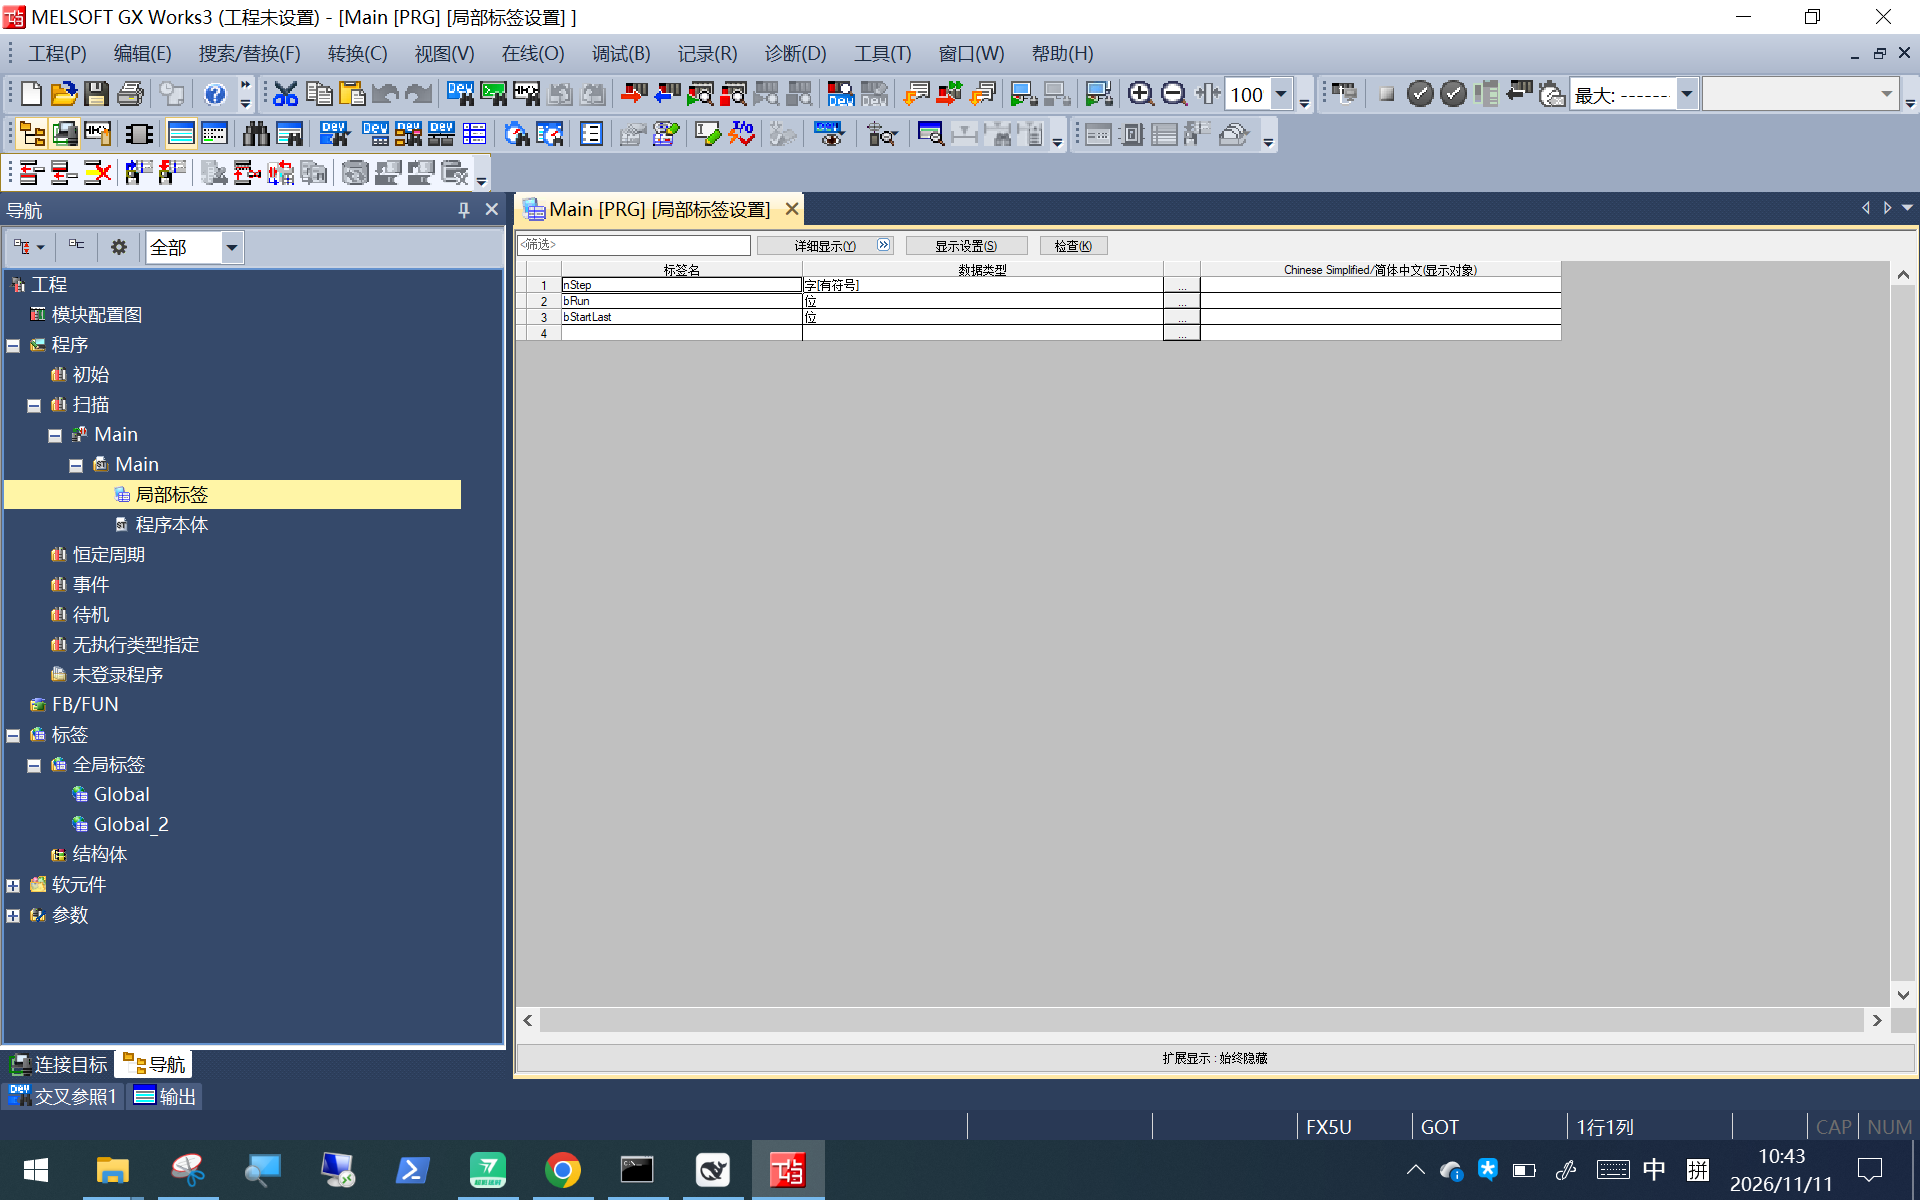 MELSOFT GX Works3 (工程未设置) - [Main [PRG] [局部标签设置] ]
工程(P) 编辑(E) 搜索/替换(F) 转换(C) 视图(V) 在线(O) 调试(B) 记录(R) 诊断(D) 工具(T) 窗口(W) 帮助(H)
100
最大: -------
导航
全部
工程
模块配置图
程序
初始
扫描
Main
Main
局部标签
程序本体
恒定周期
事件
待机
无执行类型指定
未登录程序
FB/FUN
标签
全局标签
Global
Global_2
结构体
软元件
参数
连接目标 导航
交叉参照1 输出
Main [PRG] [局部标签设置]
<筛选> 详细显示(Y) 显示设置(S) 检查(K)
标签名 数据类型 Chinese Simplified/简体中文(显示对象)
1 nStep 字[有符号] ...
2 bRun 位 ...
3 bStartLast 位 ...
4 ...
扩展显示 : 始终隐藏
FX5U GOT 1行1列 CAP NUM
中 拼
10:43
2026/11/11